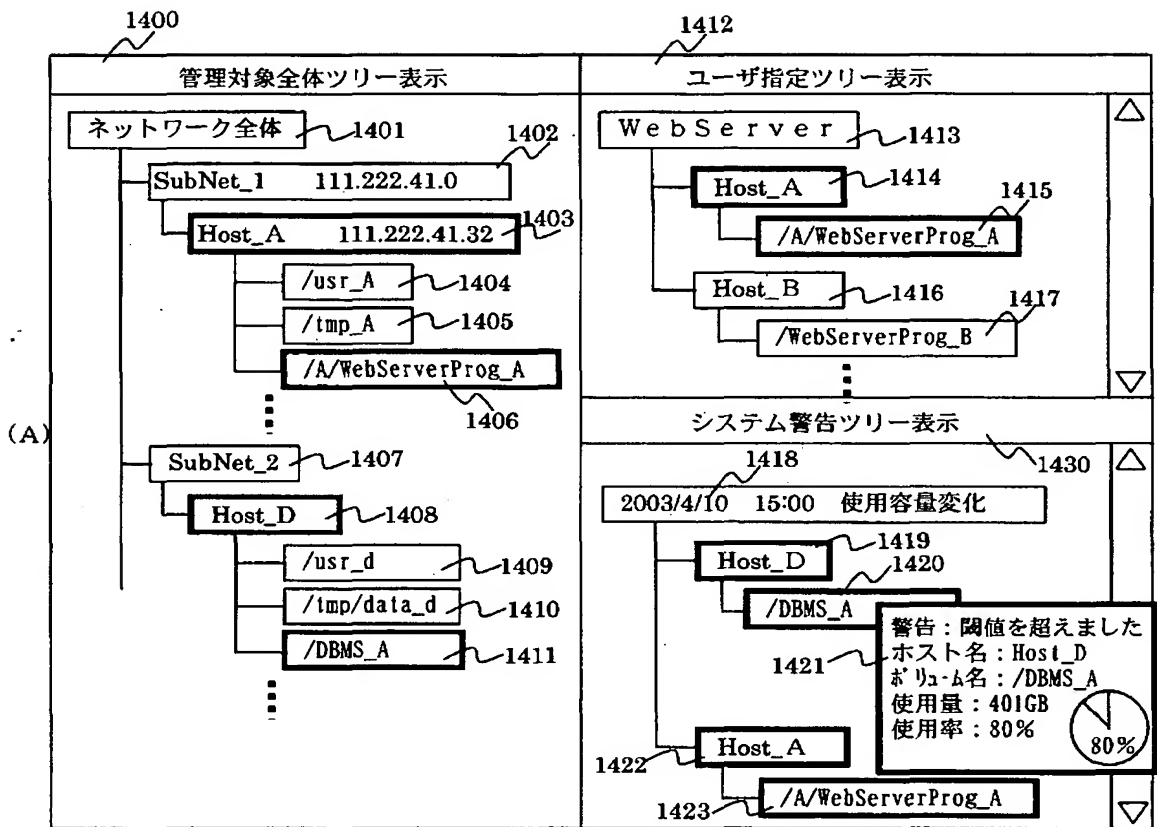 1400
1412
管理対象全体ツリー表示
ユーザ指定ツリー表示
ネットワーク全体
1401
1402
SubNet_1 111.222.41.0
Host_A 111.222.41.32
1403
/usr_A
1404
/tmp_A
1405
/A/WebServerProg_A
1406
(A)
SubNet_2
1407
Host_D
1408
/usr_d
1409
/tmp/data_d
1410
/DBMS_A
1411
WebServer
1413
Host_A
1414
1415
/A/WebServerProg_A
Host_B
1416
1417
/WebServerProg_B
システム警告ツリー表示
1430
1418
2003/4/10 15:00 使用容量変化
1419
Host_D
1420
/DBMS_A
1421
警告:閾値を超えました
ホスト名:Host_D
ボリューム名:/DBMS_A
使用量:401GB
使用率:80%
80%
Host_A
1422
/A/WebServerProg_A
1423